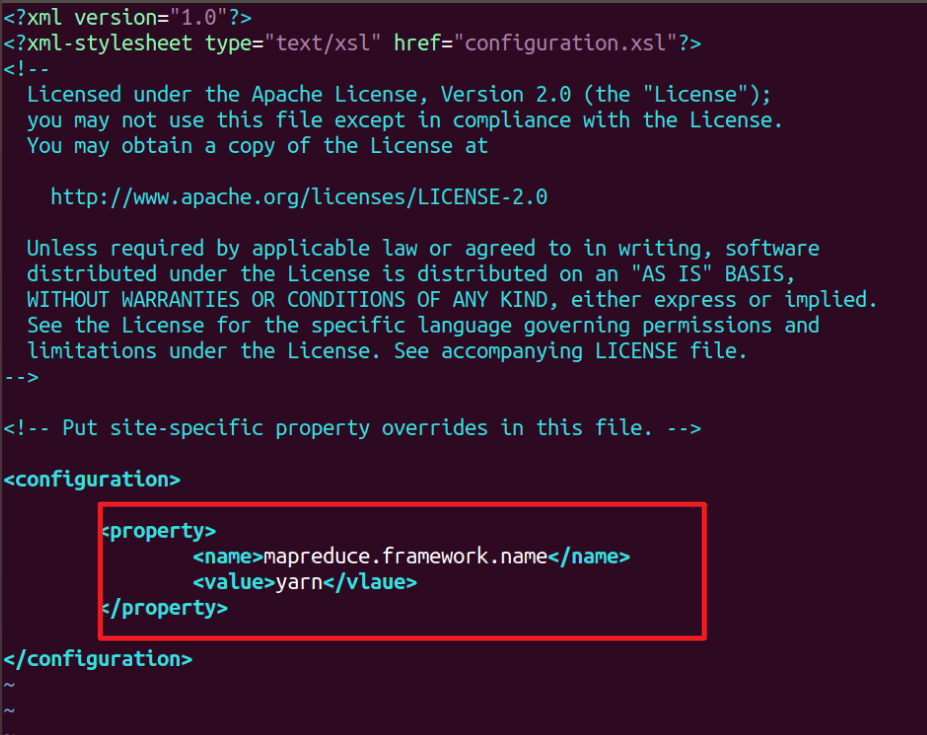 <?xml version="1.0"?>
<?xml-stylesheet type="text/xsl" href="configuration.xsl"?>
<!--
  Licensed under the Apache License, Version 2.0 (the "License");
  you may not use this file except in compliance with the License.
  You may obtain a copy of the License at

    http://www.apache.org/licenses/LICENSE-2.0

  Unless required by applicable law or agreed to in writing, software
  distributed under the License is distributed on an "AS IS" BASIS,
  WITHOUT WARRANTIES OR CONDITIONS OF ANY KIND, either express or implied.
  See the License for the specific language governing permissions and
  limitations under the License. See accompanying LICENSE file.
-->

<!-- Put site-specific property overrides in this file. -->

<configuration>

        <property>
                <name>mapreduce.framework.name</name>
                <value>yarn</vlaue>
        </property>

</configuration>
~
~
~